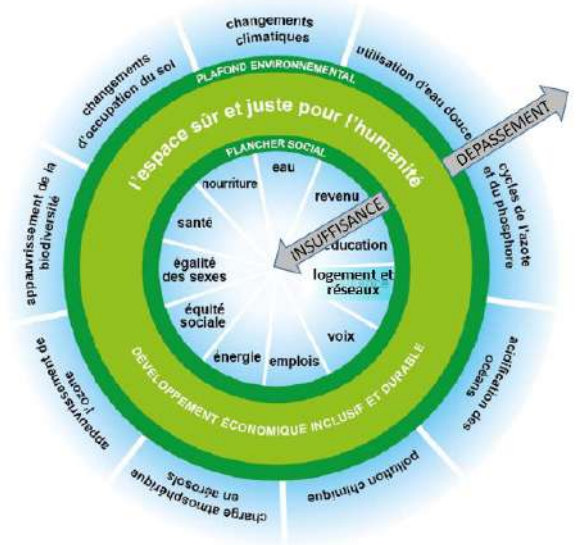 changements
climatiques
utilisation d'eau douce
cycles de l'azote
et du phosphore
acidification des
océans
pollution chimique
charge atmosphérique
en aérosols
appauvrissement de
l'ozone
appauvrissement de la
biodiversité
changements
d'occupation du sol
PLAFOND ENVIRONNEMENTAL
l'espace sûr et juste pour l'humanité
PLANCHER SOCIAL
DÉPASSEMENT
INSUFFISANCE
eau
revenu
éducation
logement et
réseaux
voix
emplois
énergie
équité
sociale
égalité
des sexes
santé
nourriture
DÉVELOPPEMENT ÉCONOMIQUE INCLUSIF ET DURABLE